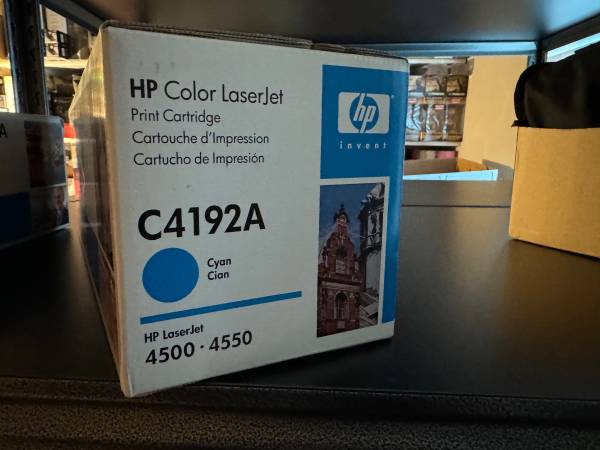 HP Color LaserJet
Print Cartridge
Cartouche d'Impression
Cartucho de Impresión
hp
invent
C4192A
Cyan
Cian
HP LaserJet
4500 · 4550
A